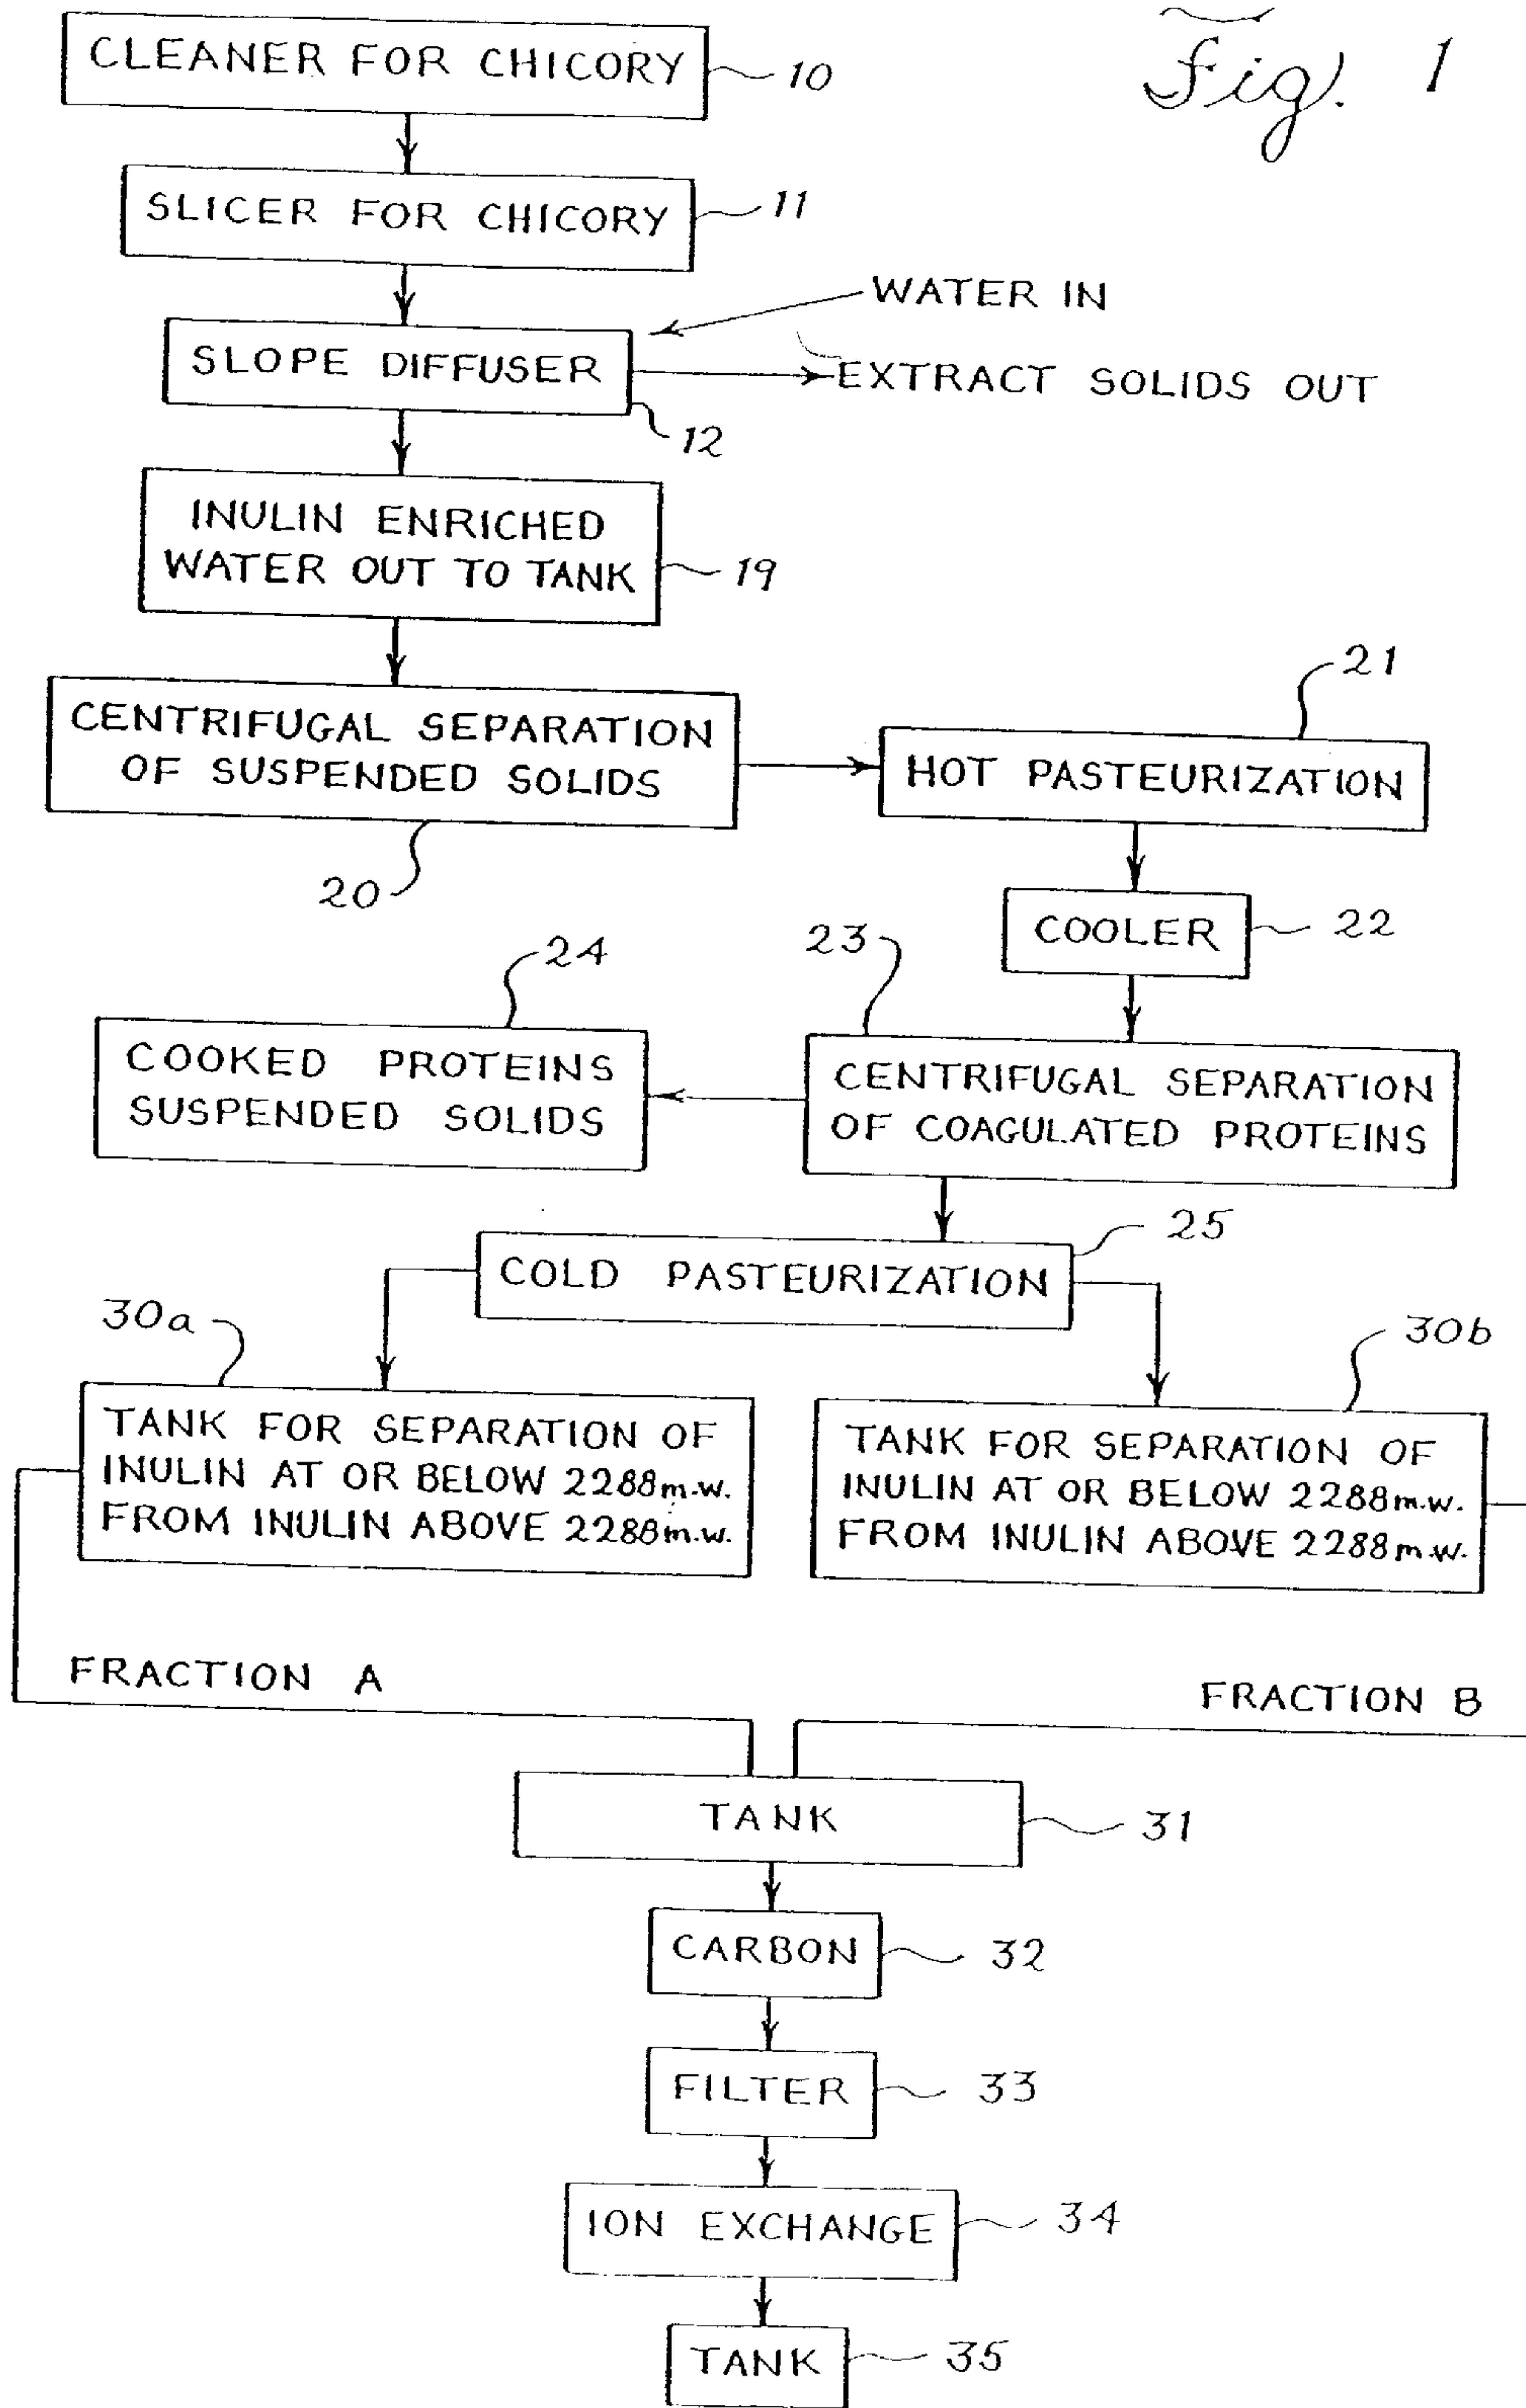 Fig. 1
CLEANER FOR CHICORY
10
SLICER FOR CHICORY
11
WATER IN
SLOPE DIFFUSER
EXTRACT SOLIDS OUT
12
INULIN ENRICHED
WATER OUT TO TANK
19
CENTRIFUGAL SEPARATION
OF SUSPENDED SOLIDS
20
21
HOT PASTEURIZATION
COOLER
22
23
24
CENTRIFUGAL SEPARATION
OF COAGULATED PROTEINS
COOKED PROTEINS
SUSPENDED SOLIDS
25
COLD PASTEURIZATION
30a
30b
TANK FOR SEPARATION OF
INULIN AT OR BELOW 2288 m.w.
FROM INULIN ABOVE 2288 m.w.
TANK FOR SEPARATION OF
INULIN AT OR BELOW 2288 m.w.
FROM INULIN ABOVE 2288 m.w.
FRACTION A
FRACTION B
TANK
31
CARBON
32
FILTER
33
ION EXCHANGE
34
TANK
35